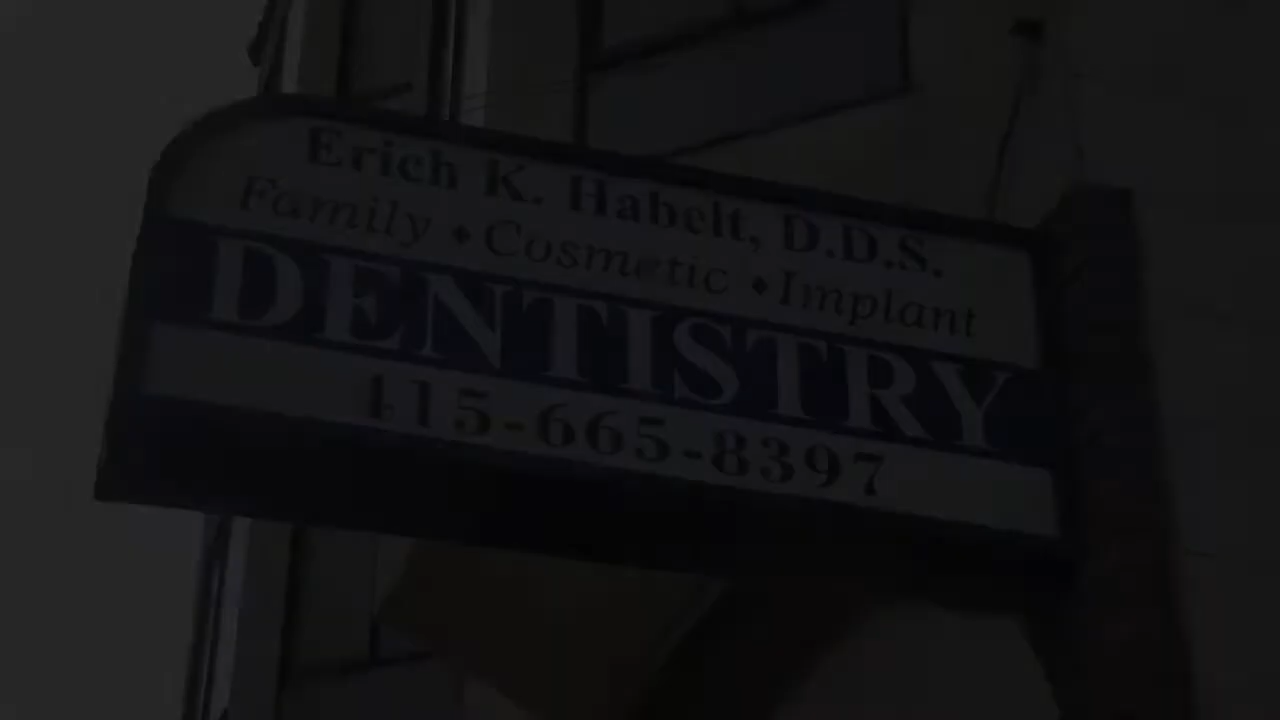 Erich K. Habelt, D.D.S.
Family • Cosmetic • Implant
DENTISTRY
415-665-8397